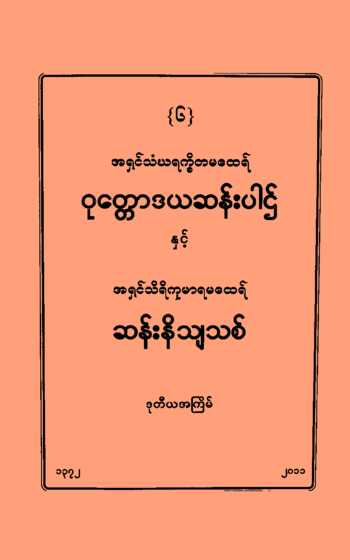 {၆}
အရှင်သံဃရက္ခိတမထေရ်
ဝုတ္တောဒယဆန်းပါဌ်
နှင့်
အရှင်သိရိကုမာရမထေရ်
ဆန်းနိဿျသစ်
ဒုတိယအကြိမ်
၁၃၇၂ ၂၀၁၁